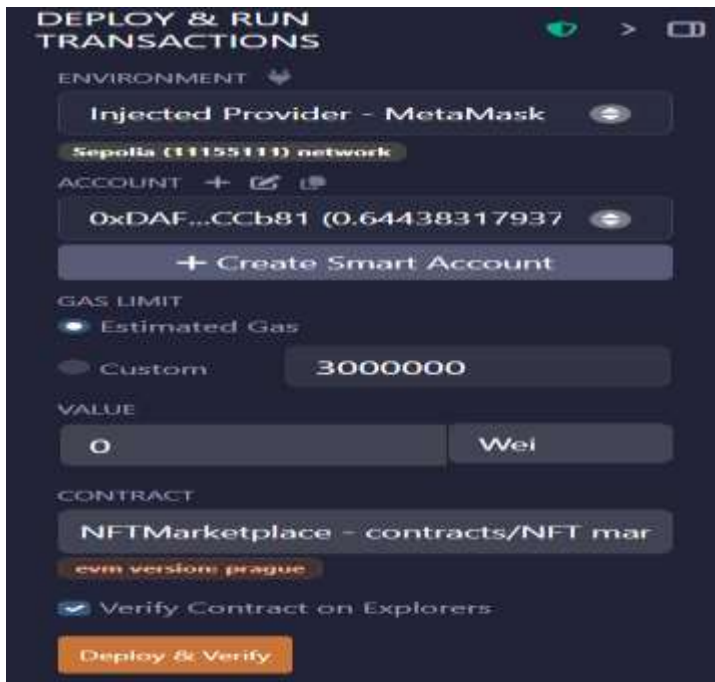 DEPLOY & RUN
TRANSACTIONS
ENVIRONMENT
Injected Provider - MetaMask
Sepolia (11155111) network
ACCOUNT
0xDAF...CCb81 (0.64438317937
+ Create Smart Account
GAS LIMIT
Estimated Gas
Custom 3000000
VALUE
0 Wei
CONTRACT
NFTMarketplace - contracts/NFT mar
evm version: prague
Verify Contract on Explorers
Deploy & Verify